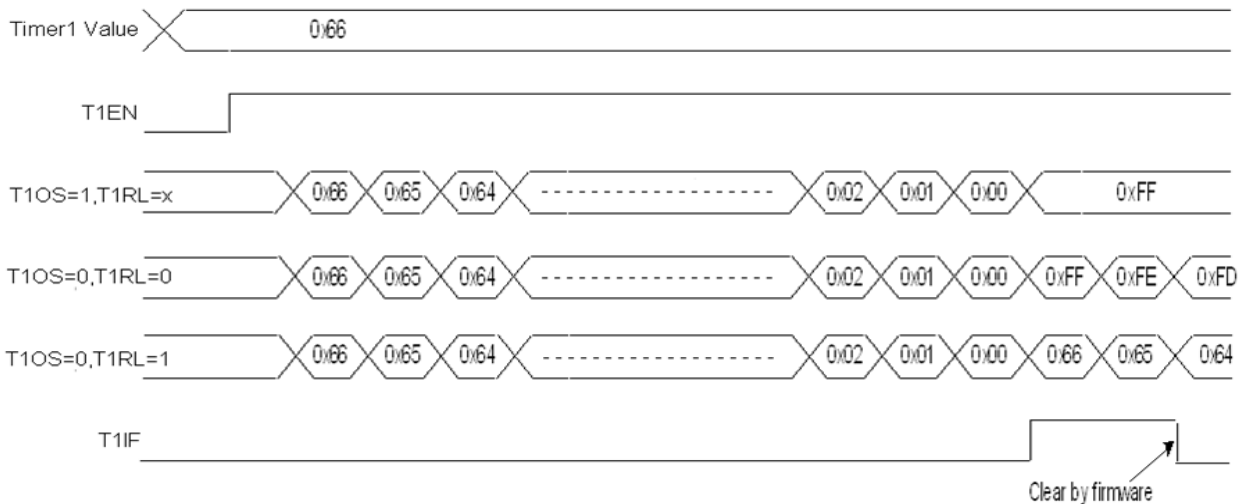 Timer1 Value 0x66
T1EN
T1OS=1,T1RL=x 0x66 0x65 0x64 0x02 0x01 0x00 0xFF
T1OS=0,T1RL=0 0x66 0x65 0x64 0x02 0x01 0x00 0xFF 0xFE 0xFD
T1OS=0,T1RL=1 0x66 0x65 0x64 0x02 0x01 0x00 0x66 0x65 0x64
T1IF
Clear by firmware